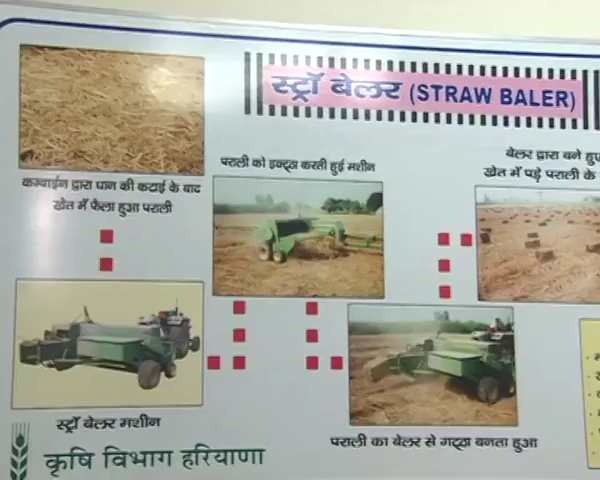 स्ट्रॉ बेलर (STRAW BALER)
पराली को इक्ट्ठा करती हुई मशीन
बेलर द्वारा बने हुए
खेत में पड़े पराली के
कम्बाईन द्वारा धान की कटाई के बाद
खेत में फैला हुआ पराली
स्ट्रॉ बेलर मशीन
पराली का बेलर से गट्ठा बनता हुआ
कृषि विभाग हरियाणा